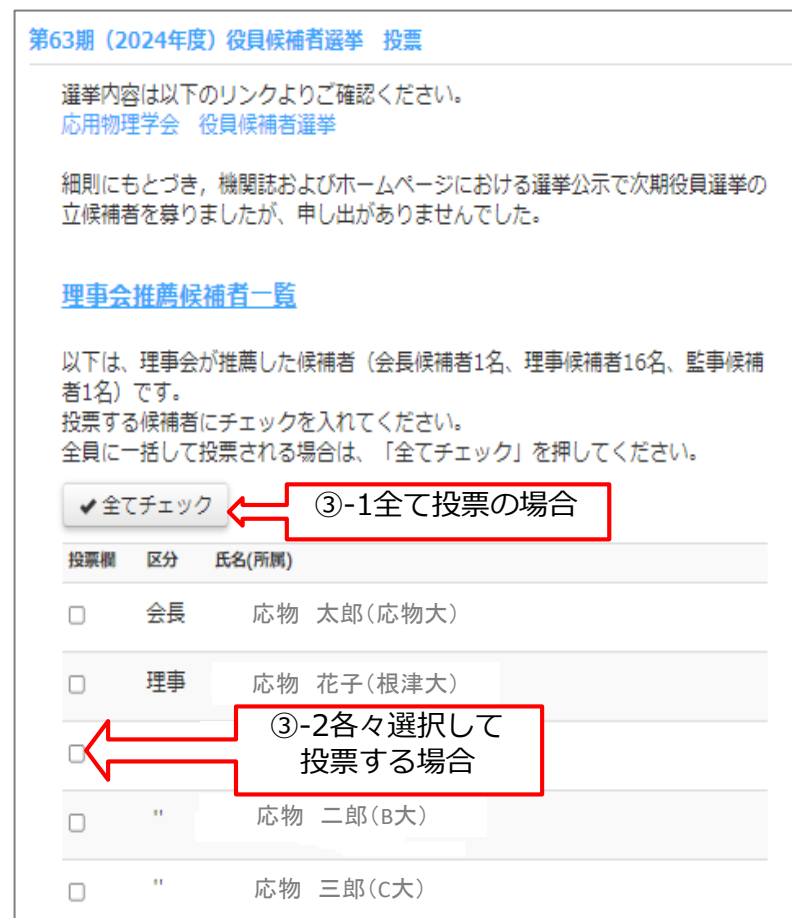 第63期（2024年度）役員候補者選挙　投票
選挙内容は以下のリンクよりご確認ください。
応用物理学会　役員候補者選挙
細則にもとづき，機関誌およびホームページにおける選挙公示で次期役員選挙の
立候補者を募りましたが、申し出がありませんでした。
理事会推薦候補者一覧
以下は、理事会が推薦した候補者（会長候補者1名、理事候補者16名、監事候補
者1名）です。
投票する候補者にチェックを入れてください。
全員に一括して投票される場合は、「全てチェック」を押してください。
✔全てチェック
③-1全て投票の場合
投票欄　区分　氏名(所属)
会長　応物　太郎(応物大)
理事　応物　花子(根津大)
③-2各々選択して
投票する場合
"　応物　二郎(B大)
"　応物　三郎(C大)